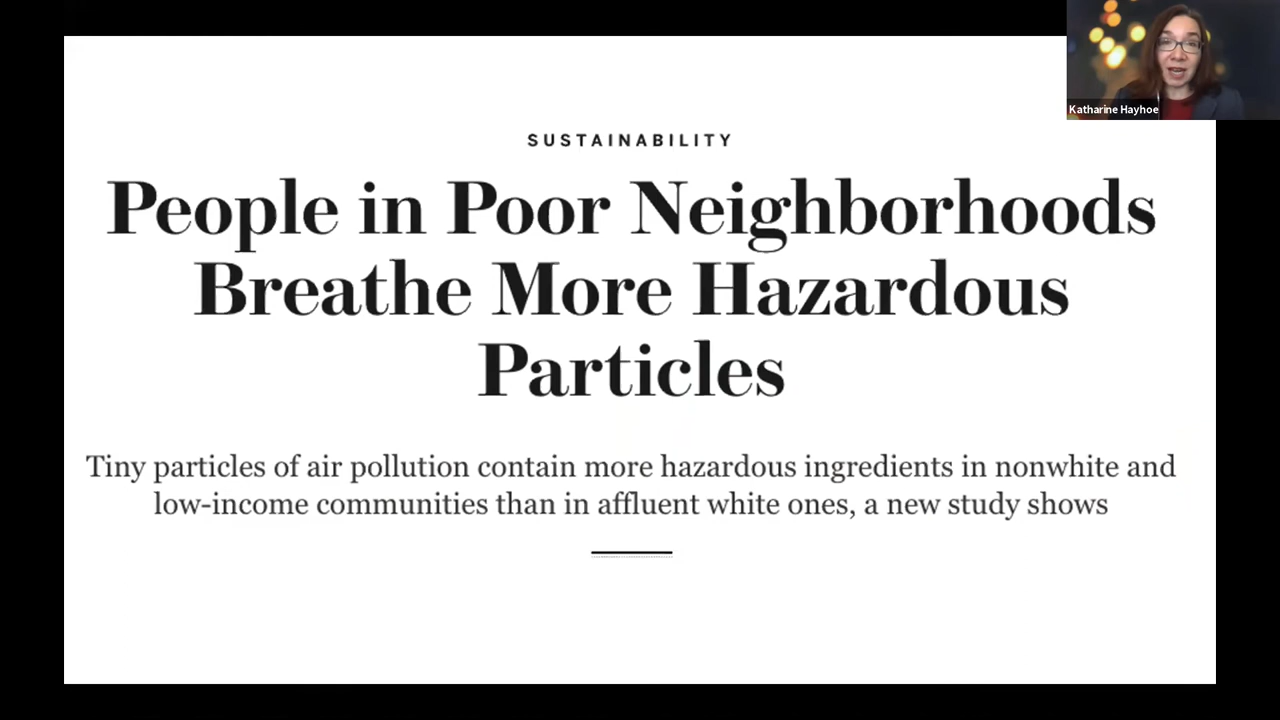 Katharine Hayhoe
SUSTAINABILITY
People in Poor Neighborhoods
Breathe More Hazardous
Particles
Tiny particles of air pollution contain more hazardous ingredients in nonwhite and
low-income communities than in affluent white ones, a new study shows